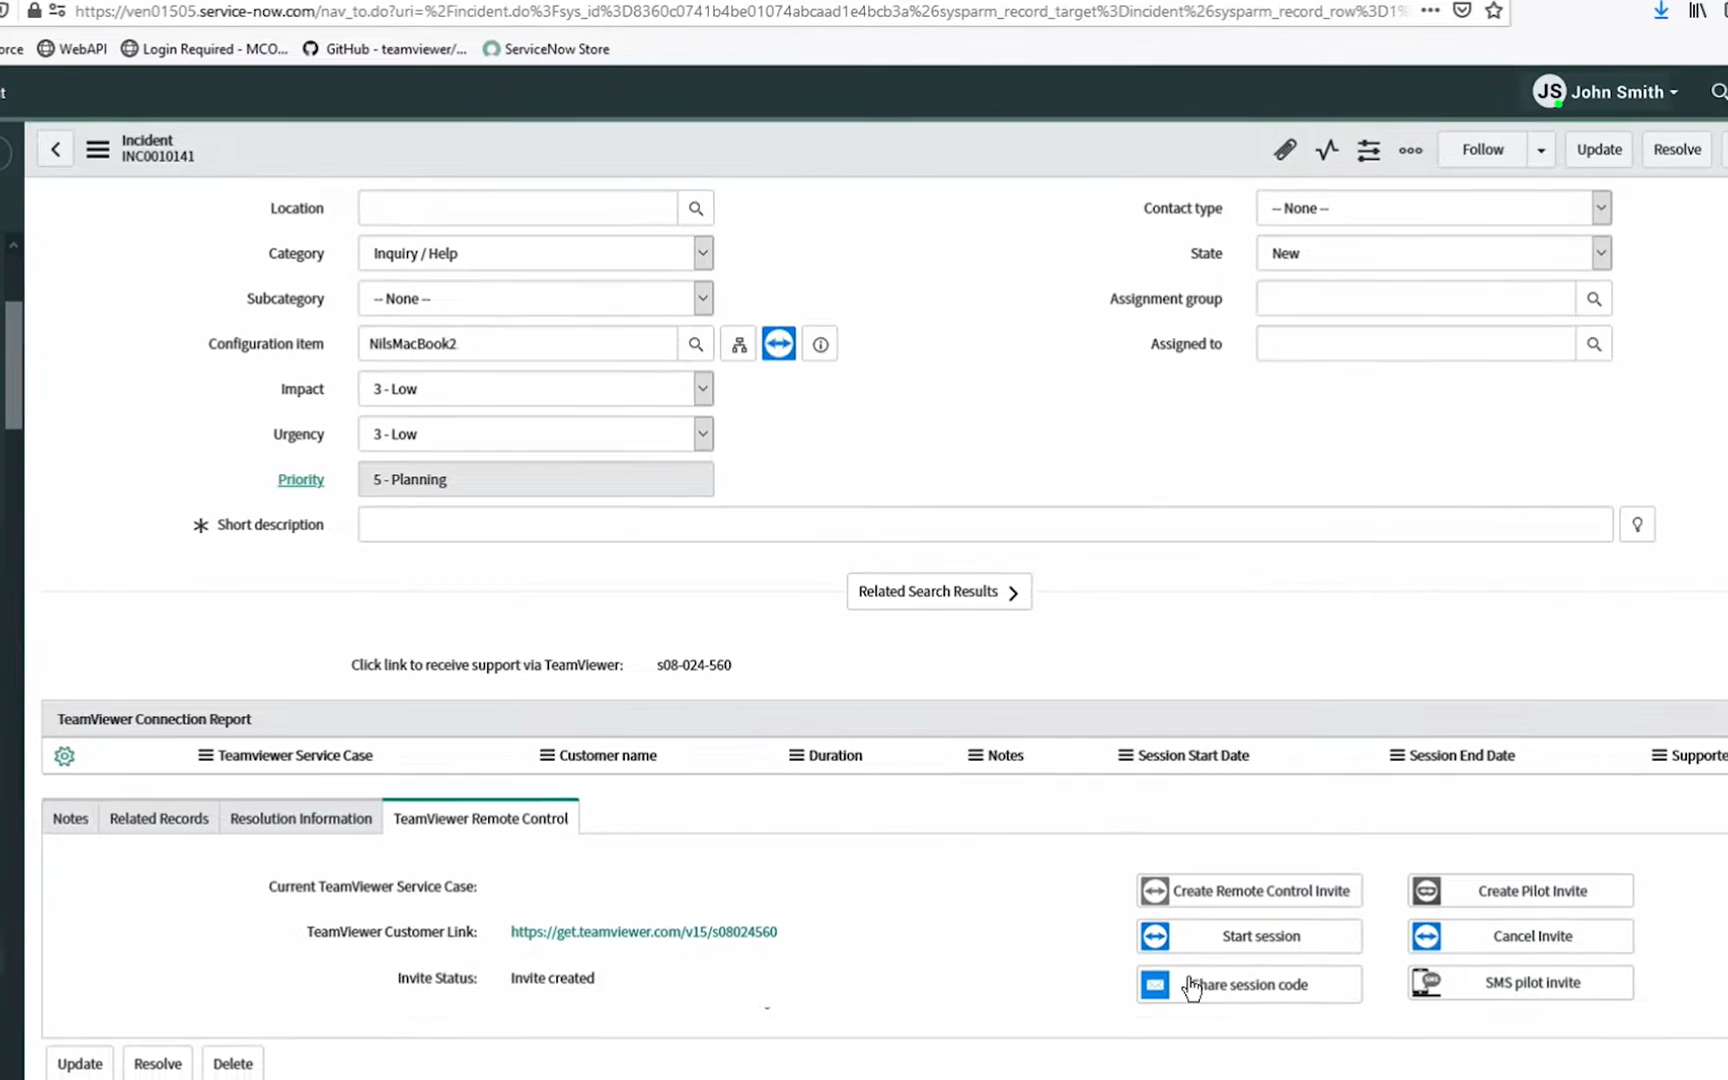 https://ven01505.service-now.com/nav_to.do?uri=%2Fincident.do%3Fsys_id%3D8360c0741b4be01074abcaad1e4bcb3a%26sysparm_record_target%3Dincident%26sysparm_record_row%3D1%
orce WebAPI Login Required - MCO... GitHub - teamviewer/... ServiceNow Store
t JS John Smith
Incident
INC0010141
Follow Update Resolve
Location Contact type -- None --
Category Inquiry / Help State New
Subcategory -- None -- Assignment group
Configuration item NilsMacBook2 Assigned to
Impact 3 - Low
Urgency 3 - Low
Priority 5 - Planning
Short description
Related Search Results
Click link to receive support via TeamViewer: s08-024-560
TeamViewer Connection Report
Teamviewer Service Case Customer name Duration Notes Session Start Date Session End Date Supporte
Notes Related Records Resolution Information TeamViewer Remote Control
Current TeamViewer Service Case: Create Remote Control Invite Create Pilot Invite
TeamViewer Customer Link: https://get.teamviewer.com/v15/s08024560 Start session Cancel Invite
Invite Status: Invite created Share session code SMS pilot invite
Update Resolve Delete